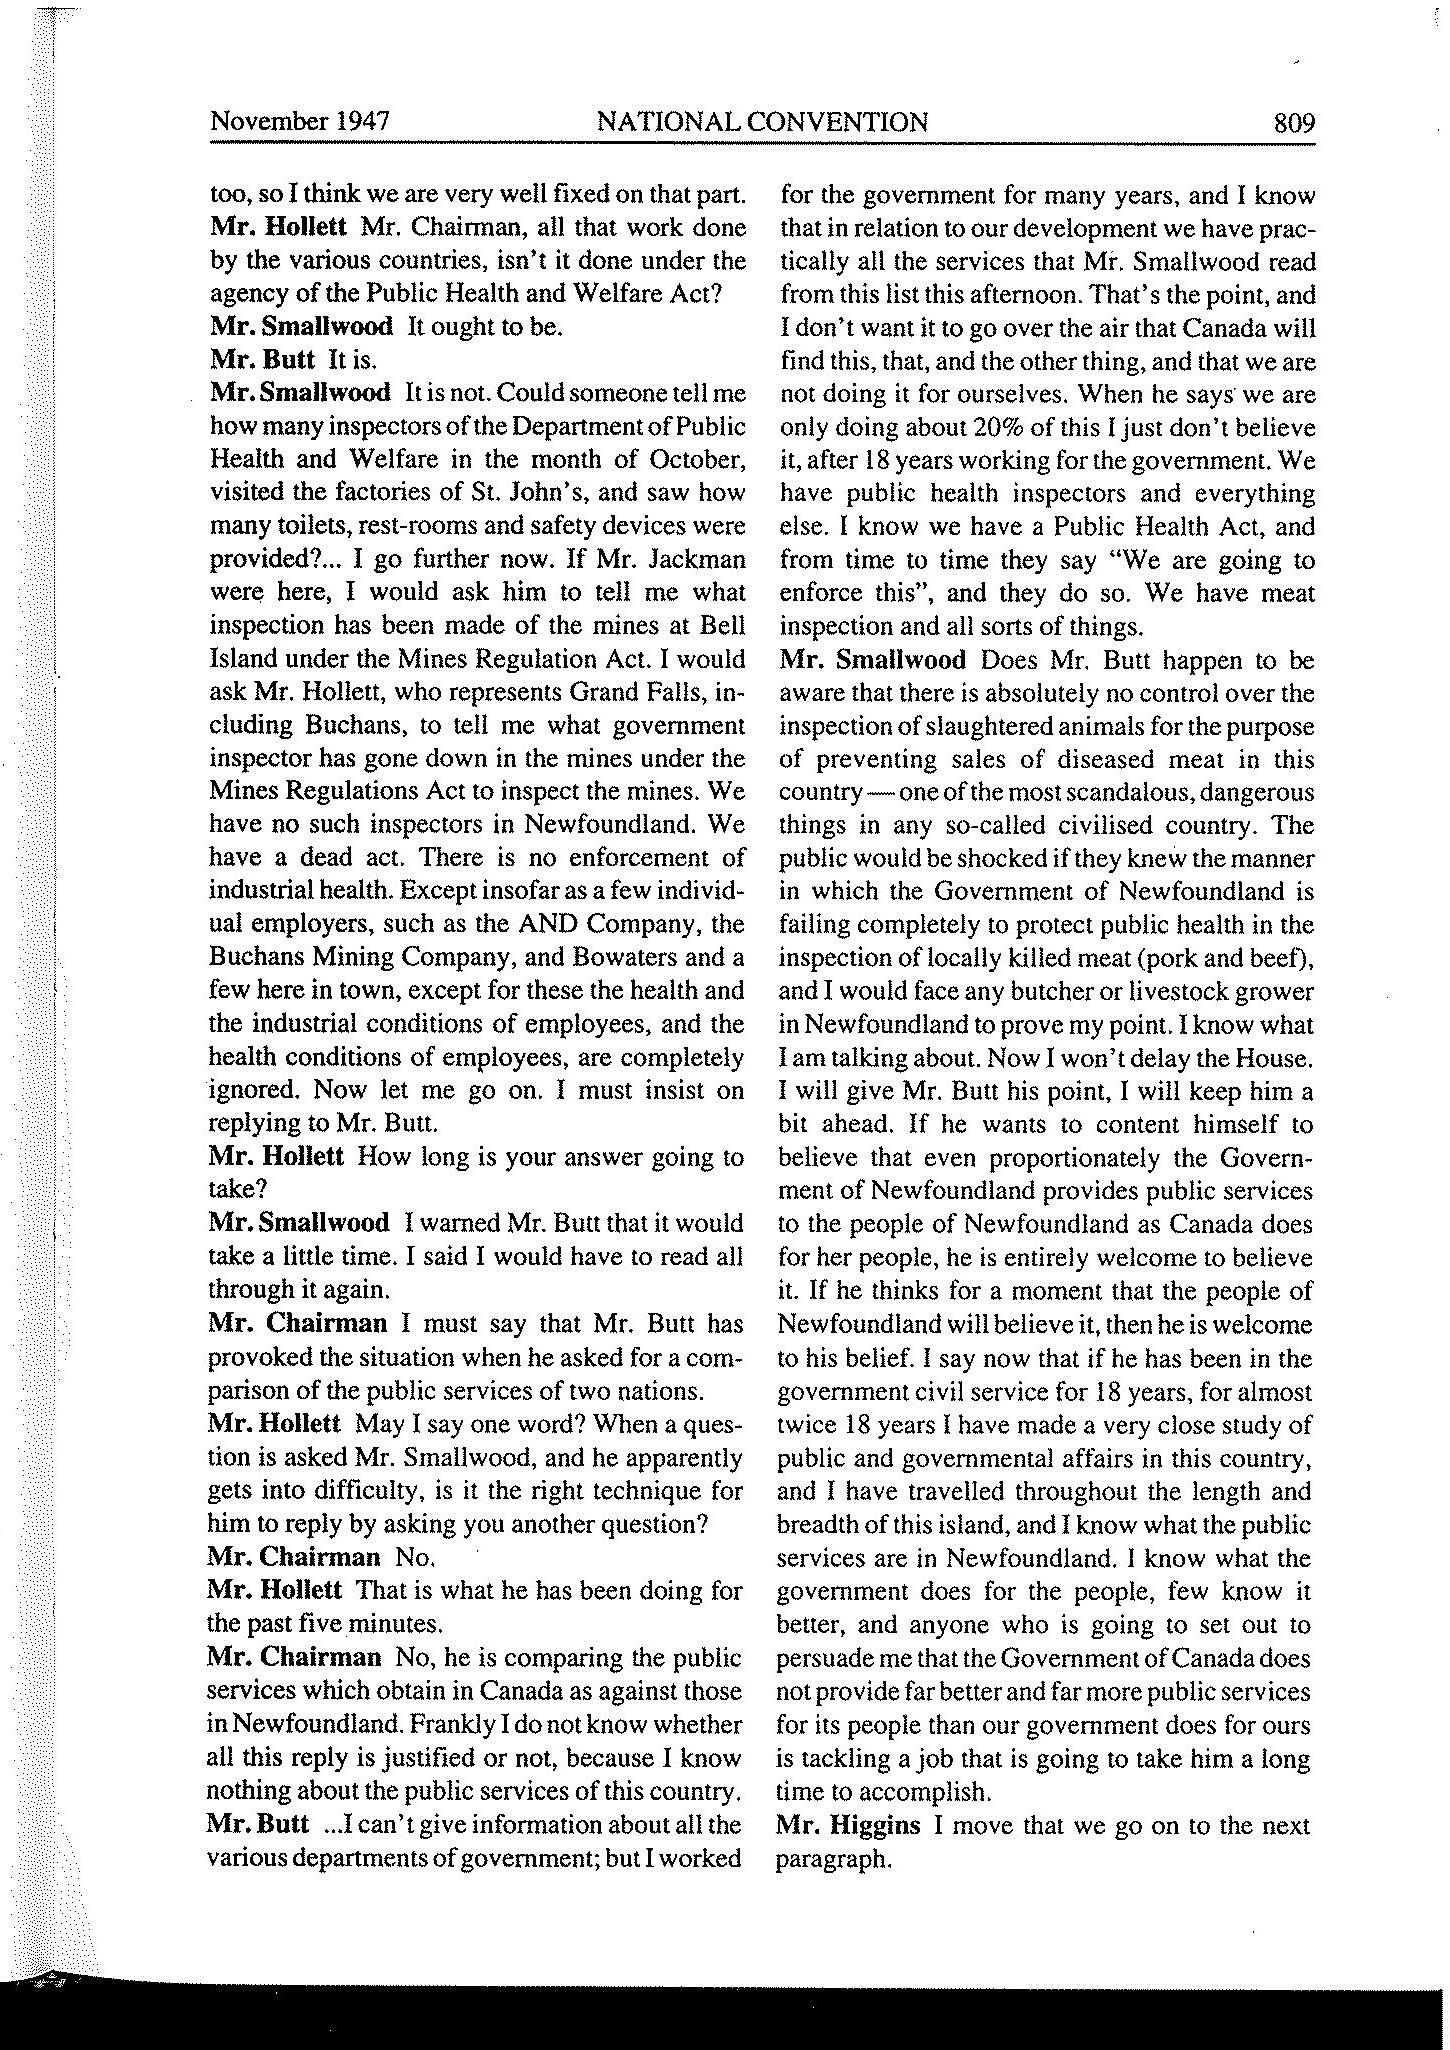 November 1947 NATIONAL CONVENTION 809
too, so I think we are very well fixed on that part.
Mr. Hollett Mr. Chairman, all that work done
by the various countries, isn't it done under the
agency of the Public Health and Welfare Act?
Mr. Smallwood It ought to be.
Mr. Butt It is.
Mr. Smallwood It is not. Could someone tell me
how many inspectors of the Department of Public
Health and Welfare in the month of October,
visited the factories of St. John's, and saw how
many toilets, rest-rooms and safety devices were
provided?... I go further now. If Mr. Jackman
were here, I would ask him to tell me what
inspection has been made of the mines at Bell
Island under the Mines Regulation Act. I would
ask Mr. Hollett, who represents Grand Falls, in-
cluding Buchans, to tell me what government
inspector has gone down in the mines under the
Mines Regulations Act to inspect the mines. We
have no such inspectors in Newfoundland. We
have a dead act. There is no enforcement of
industrial health. Except insofar as a few individ-
ual employers, such as the AND Company, the
Buchans Mining Company, and Bowaters and a
few here in town, except for these the health and
the industrial conditions of employees, and the
health conditions of employees, are completely
ignored. Now let me go on. I must insist on
replying to Mr. Butt.
Mr. Hollett How long is your answer going to
take?
Mr. Smallwood I warned Mr. Butt that it would
take a little time. I said I would have to read all
through it again.
Mr. Chairman I must say that Mr. Butt has
provoked the situation when he asked for a com-
parison of the public services of two nations.
Mr. Hollett May I say one word? When a ques-
tion is asked Mr. Smallwood, and he apparently
gets into difficulty, is it the right technique for
him to reply by asking you another question?
Mr. Chairman No.
Mr. Hollett That is what he has been doing for
the past five minutes.
Mr. Chairman No, he is comparing the public
services which obtain in Canada as against those
in Newfoundland. Frankly I do not know whether
all this reply is justified or not, because I know
nothing about the public services of this country.
Mr. Butt ...I can't give information about all the
various departments of government; but I worked
for the government for many years, and I know
that in relation to our development we have prac-
tically all the services that Mr. Smallwood read
from this list this afternoon. That's the point, and
I don't want it to go over the air that Canada will
find this, that, and the other thing, and that we are
not doing it for ourselves. When he says we are
only doing about 20% of this I just don't believe
it, after 18 years working for the government. We
have public health inspectors and everything
else. I know we have a Public Health Act, and
from time to time they say "We are going to
enforce this", and they do so. We have meat
inspection and all sorts of things.
Mr. Smallwood Does Mr. Butt happen to be
aware that there is absolutely no control over the
inspection of slaughtered animals for the purpose
of preventing sales of diseased meat in this
country — one of the most scandalous, dangerous
things in any so-called civilised country. The
public would be shocked if they knew the manner
in which the Government of Newfoundland is
failing completely to protect public health in the
inspection of locally killed meat (pork and beef),
and I would face any butcher or livestock grower
in Newfoundland to prove my point. I know what
I am talking about. Now I won't delay the House.
I will give Mr. Butt his point, I will keep him a
bit ahead. If he wants to content himself to
believe that even proportionately the Govern-
ment of Newfoundland provides public services
to the people of Newfoundland as Canada does
for her people, he is entirely welcome to believe
it. If he thinks for a moment that the people of
Newfoundland will believe it, then he is welcome
to his belief. I say now that if he has been in the
government civil service for 18 years, for almost
twice 18 years I have made a very close study of
public and governmental affairs in this country,
and I have travelled throughout the length and
breadth of this island, and I know what the public
services are in Newfoundland. I know what the
government does for the people, few know it
better, and anyone who is going to set out to
persuade me that the Government of Canada does
not provide far better and far more public services
for its people than our government does for ours
is tackling a job that is going to take him a long
time to accomplish.
Mr. Higgins I move that we go on to the next
paragraph.